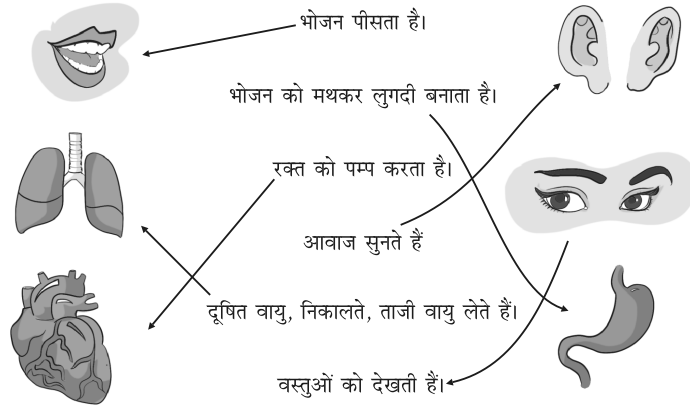 भोजन पीसता है।
भोजन को मथकर लुगदी बनाता है।
रक्त को पम्प करता है।
आवाज सुनते हैं
दूषित वायु, निकालते, ताजी वायु लेते हैं।
वस्तुओं को देखती हैं।